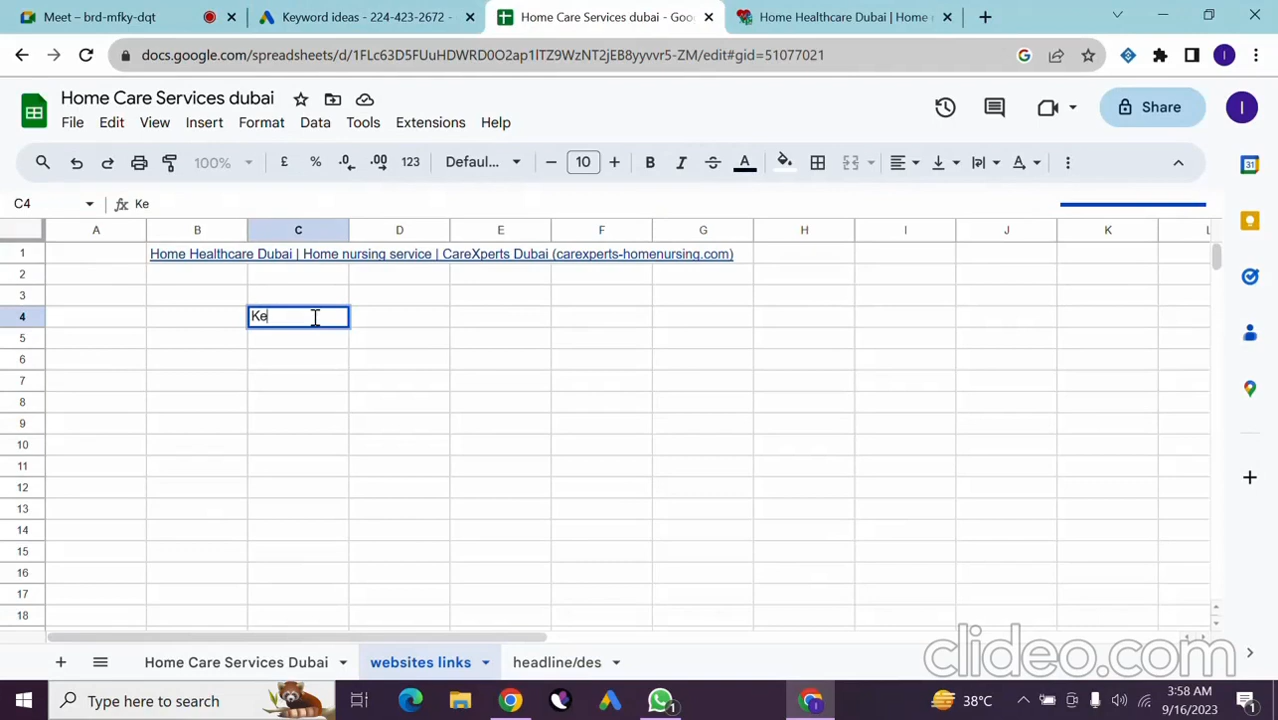 Meet – brd-mfky-dqt
Keyword ideas - 224-423-2672 -
Home Care Services dubai - Goo
Home Healthcare Dubai | Home
docs.google.com/spreadsheets/d/1FLc63D5FUuHDWRD0O2ap1lTZ9WzNT2jEB8yyvvr5-ZM/edit#gid=51077021
Home Care Services dubai
File Edit View Insert Format Data Tools Extensions Help
Share
I
100% £ % .0 .00 123 Defaul... 10 B I S A
C4 fx Ke
A B C D E F G H I J K L
1 Home Healthcare Dubai | Home nursing service | CareXperts Dubai (carexperts-homenursing.com)
2
3
4 Ke
5
6
7
8
9
10
11
12
13
14
15
16
17
18
Home Care Services Dubai websites links headline/des
clideo.com
Type here to search
1
38°C
3:58 AM
9/16/2023
1